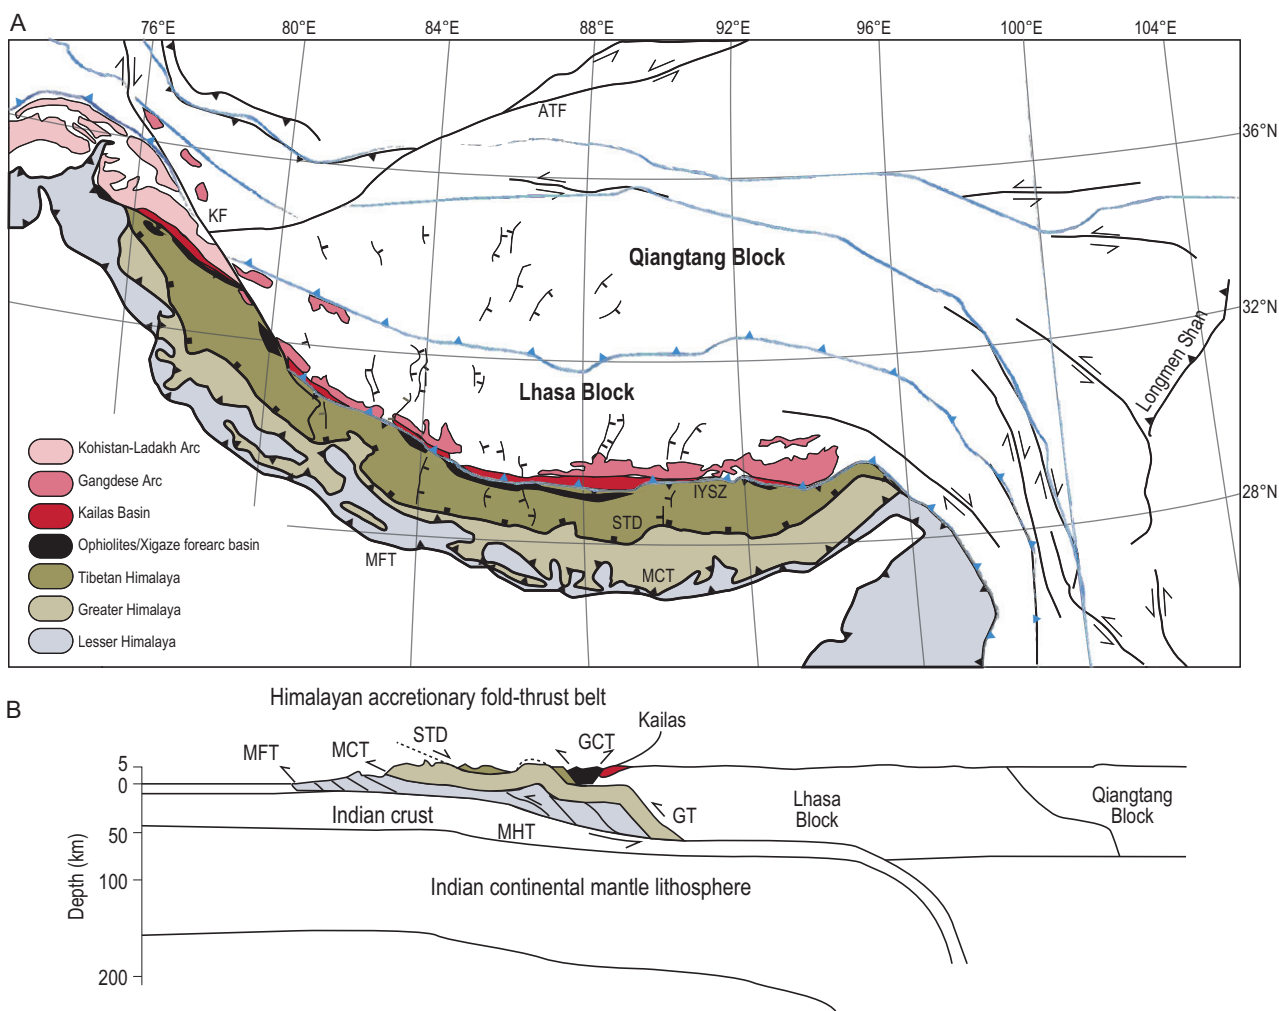 A
76°E
80°E
84°E
88°E
92°E
96°E
100°E
104°E
ATF
36°N
KF
Qiangtang Block
32°N
Longmen Shan
Lhasa Block
Kohistan-Ladakh Arc
Gangdese Arc
Kailas Basin
Ophiolites/Xigaze forearc basin
Tibetan Himalaya
Greater Himalaya
Lesser Himalaya
IYSZ
28°N
STD
MFT
MCT
B
Himalayan accretionary fold-thrust belt
Kailas
STD
GCT
MFT
MCT
5
0
50
100
200
Depth (km)
Indian crust
MHT
GT
Lhasa
Block
Qiangtang
Block
Indian continental mantle lithosphere